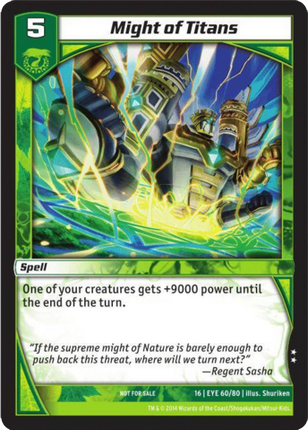 5
Might of Titans
Spell
One of your creatures gets +9000 power until
the end of the turn.
"If the supreme might of Nature is barely enough to
push back this threat, where will we turn next?"
—Regent Sasha
NOT FOR SALE
16 | EYE 60/80 | illus. Shuriken
TM & © 2014 Wizards of the Coast/Shogakukan/Mitsui-Kids